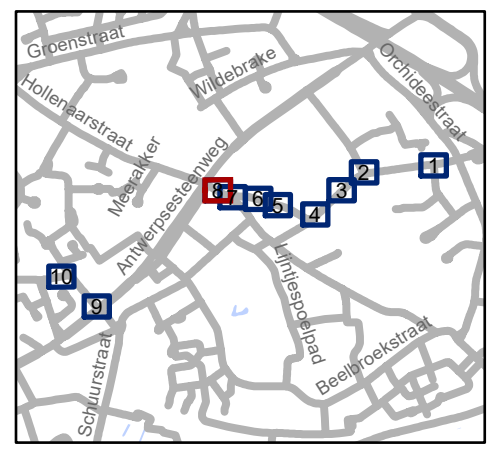 Groenstraat
Orchideestraat
Wildebrake
Hollenaarstraat
Meerakker
Antwerpsesteenweg
1
2
3
8
7
6
5
4
Lijntjespoelpad
10
9
Schuurstraat
Beelbroekstraat